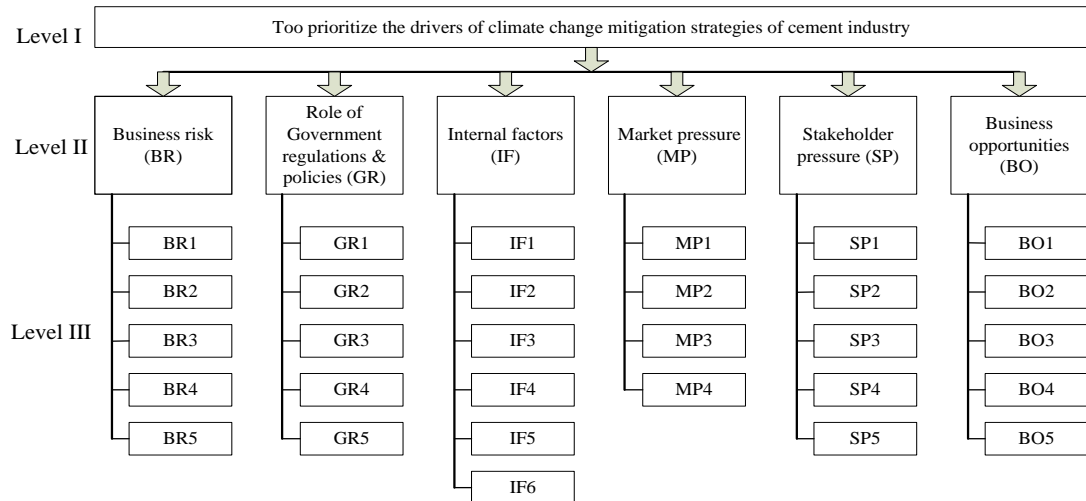 Level I
Too prioritize the drivers of climate change mitigation strategies of cement industry
Level II
Business risk
(BR)
Role of
Government
regulations &
policies (GR)
Internal factors
(IF)
Market pressure
(MP)
Stakeholder
pressure (SP)
Business
opportunities
(BO)
Level III
BR1
BR2
BR3
BR4
BR5
GR1
GR2
GR3
GR4
GR5
IF1
IF2
IF3
IF4
IF5
IF6
MP1
MP2
MP3
MP4
SP1
SP2
SP3
SP4
SP5
BO1
BO2
BO3
BO4
BO5